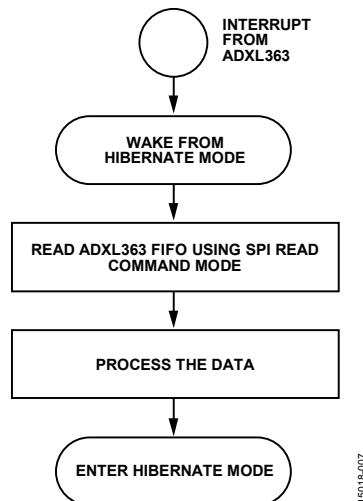 INTERRUPT
FROM
ADXL363
WAKE FROM
HIBERNATE MODE
READ ADXL363 FIFO USING SPI READ
COMMAND MODE
PROCESS THE DATA
ENTER HIBERNATE MODE
15018-007